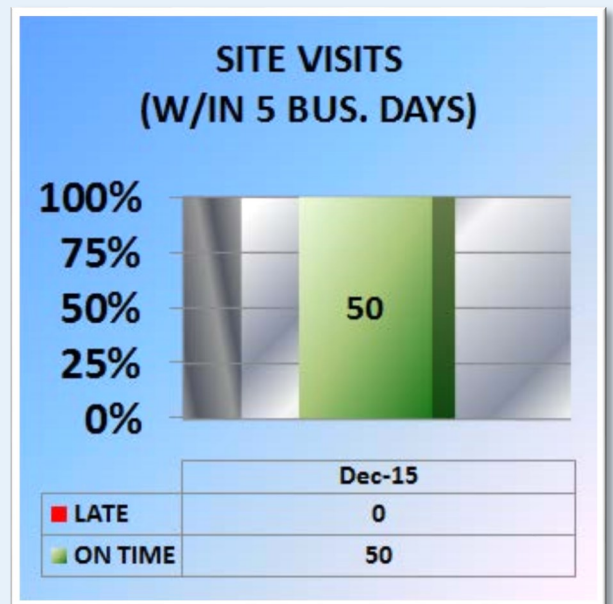 SITE VISITS
(W/IN 5 BUS. DAYS)
100%
75%
50%
25%
0%
50
Dec-15
LATE 0
ON TIME 50